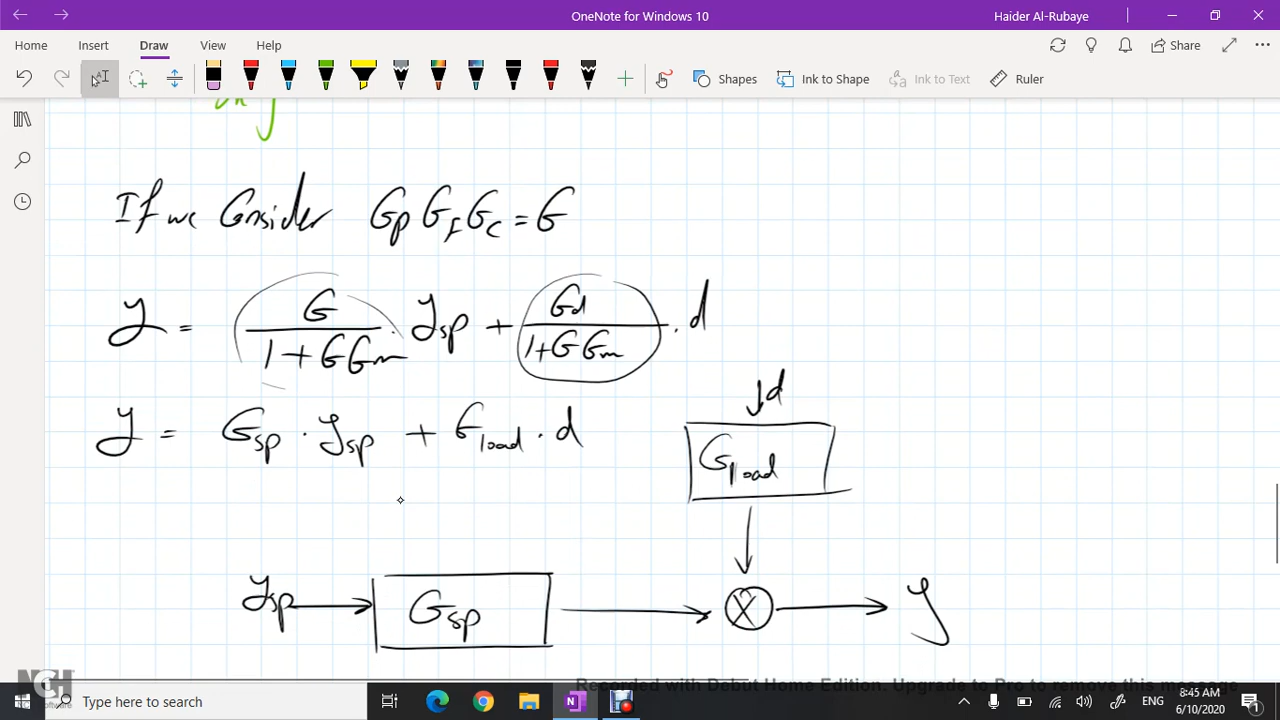 OneNote for Windows 10
Haider Al-Rubaye
Home Insert Draw View Help
Share
Shapes Ink to Shape Ink to Text Ruler
If we Consider Gp Gf Gc = G
y = G / 1+GGm . ysp + Gd / 1+GGm . d
y = Gsp . ysp + Gload . d
d
Gload
ysp Gsp X y
NCH
Recorded with Debut Home Edition. Upgrade to Pro to remove this message
Type here to search
ENG
8:45 AM
6/10/2020